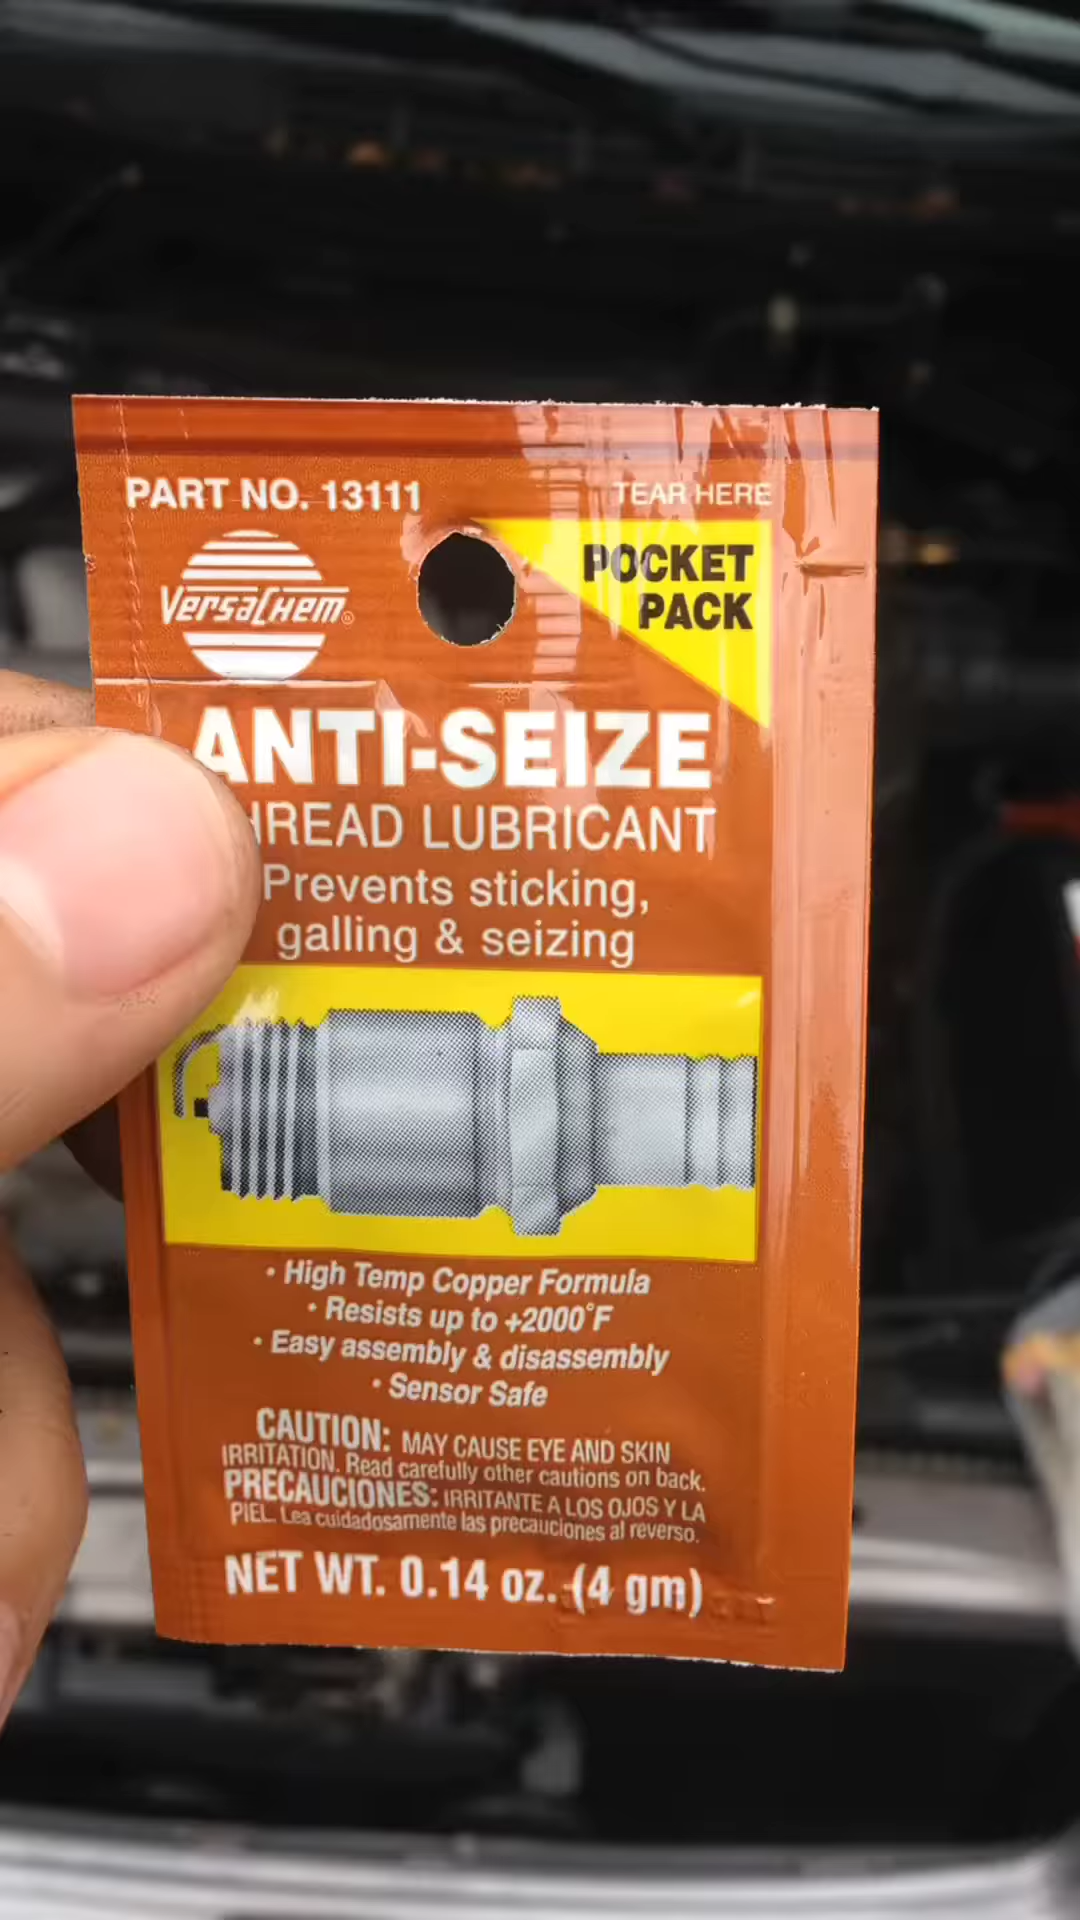 PART NO. 13111
TEAR HERE
VersaChem®
POCKET
PACK
ANTI-SEIZE
HREAD LUBRICANT
Prevents sticking,
galling & seizing
• High Temp Copper Formula
• Resists up to +2000°F
• Easy assembly & disassembly
• Sensor Safe
CAUTION: MAY CAUSE EYE AND SKIN
IRRITATION. Read carefully other cautions on back.
PRECAUCIONES: IRRITANTE A LOS OJOS Y LA
PIEL. Lea cuidadosamente las precauciones al reverso.
NET WT. 0.14 oz. (4 gm)